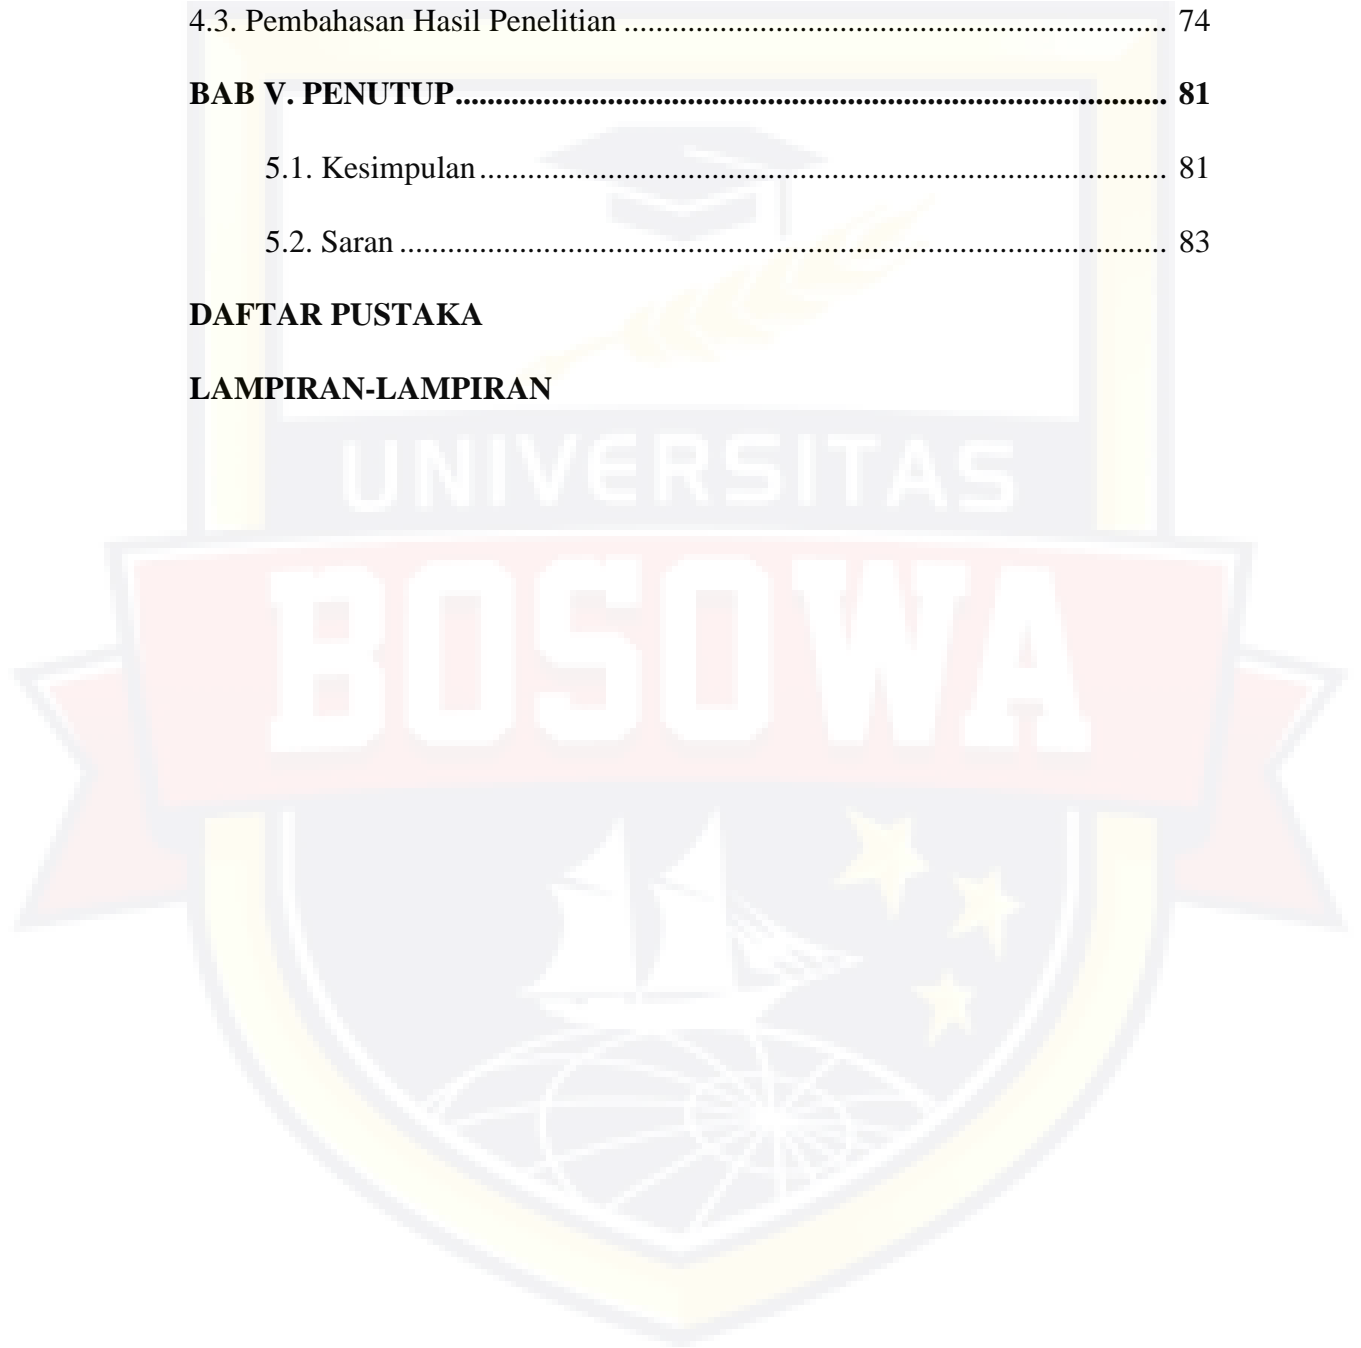 4.3. Pembahasan Hasil Penelitian .................................................................... 74
BAB V. PENUTUP......................................................................................... 81
5.1. Kesimpulan ...................................................................................... 81
5.2. Saran ................................................................................................ 83
DAFTAR PUSTAKA
LAMPIRAN-LAMPIRAN
UNIVERSITAS
BOSOWA